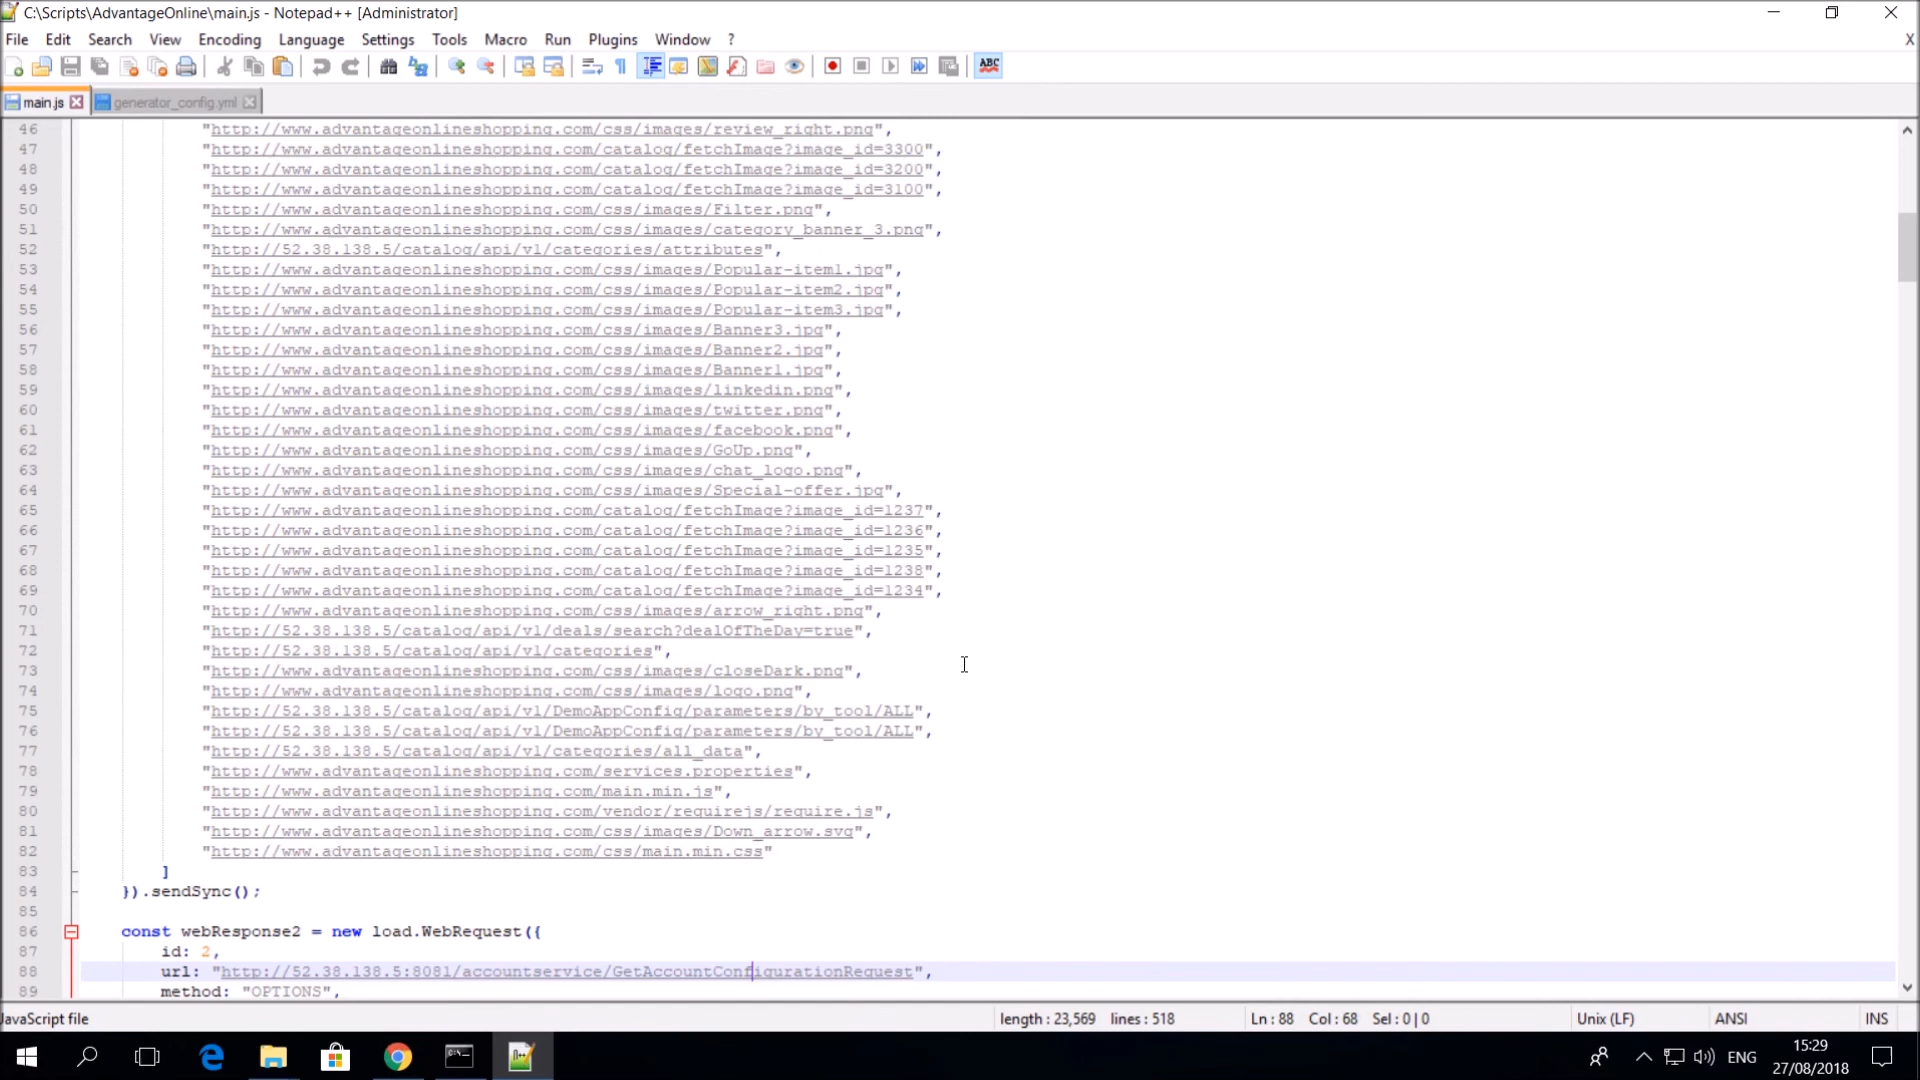 C:\Scripts\AdvantageOnline\main.js - Notepad++ [Administrator]
File Edit Search View Encoding Language Settings Tools Macro Run Plugins Window ? X
ABC
main.js generator_config.yml
46 "http://www.advantageonlineshopping.com/css/images/review_right.png",
47 "http://www.advantageonlineshopping.com/catalog/fetchImage?image_id=3300",
48 "http://www.advantageonlineshopping.com/catalog/fetchImage?image_id=3200",
49 "http://www.advantageonlineshopping.com/catalog/fetchImage?image_id=3100",
50 "http://www.advantageonlineshopping.com/css/images/Filter.png",
51 "http://www.advantageonlineshopping.com/css/images/category_banner_3.png",
52 "http://52.38.138.5/catalog/api/v1/categories/attributes",
53 "http://www.advantageonlineshopping.com/css/images/Popular-item1.jpg",
54 "http://www.advantageonlineshopping.com/css/images/Popular-item2.jpg",
55 "http://www.advantageonlineshopping.com/css/images/Popular-item3.jpg",
56 "http://www.advantageonlineshopping.com/css/images/Banner3.jpg",
57 "http://www.advantageonlineshopping.com/css/images/Banner2.jpg",
58 "http://www.advantageonlineshopping.com/css/images/Banner1.jpg",
59 "http://www.advantageonlineshopping.com/css/images/linkedin.png",
60 "http://www.advantageonlineshopping.com/css/images/twitter.png",
61 "http://www.advantageonlineshopping.com/css/images/facebook.png",
62 "http://www.advantageonlineshopping.com/css/images/GoUp.png",
63 "http://www.advantageonlineshopping.com/css/images/chat_logo.png",
64 "http://www.advantageonlineshopping.com/css/images/Special-offer.jpg",
65 "http://www.advantageonlineshopping.com/catalog/fetchImage?image_id=1237",
66 "http://www.advantageonlineshopping.com/catalog/fetchImage?image_id=1236",
67 "http://www.advantageonlineshopping.com/catalog/fetchImage?image_id=1235",
68 "http://www.advantageonlineshopping.com/catalog/fetchImage?image_id=1238",
69 "http://www.advantageonlineshopping.com/catalog/fetchImage?image_id=1234",
70 "http://www.advantageonlineshopping.com/css/images/arrow_right.png",
71 "http://52.38.138.5/catalog/api/v1/deals/search?dealOfTheDay=true",
72 "http://52.38.138.5/catalog/api/v1/categories",
73 "http://www.advantageonlineshopping.com/css/images/closeDark.png",
74 "http://www.advantageonlineshopping.com/css/images/logo.png",
75 "http://52.38.138.5/catalog/api/v1/DemoAppConfig/parameters/by_tool/ALL",
76 "http://52.38.138.5/catalog/api/v1/DemoAppConfig/parameters/by_tool/ALL",
77 "http://52.38.138.5/catalog/api/v1/categories/all_data",
78 "http://www.advantageonlineshopping.com/services.properties",
79 "http://www.advantageonlineshopping.com/main.min.js",
80 "http://www.advantageonlineshopping.com/vendor/requirejs/require.js",
81 "http://www.advantageonlineshopping.com/css/images/Down_arrow.svg",
82 "http://www.advantageonlineshopping.com/css/main.min.css"
83 ]
84 }).sendSync();
85
86 const webResponse2 = new load.WebRequest({
87 id: 2,
88 url: "http://52.38.138.5:8081/accountservice/GetAccountConfigurationRequest",
89 method: "OPTIONS",
JavaScript file length : 23,569 lines : 518 Ln : 88 Col : 68 Sel : 0 | 0 Unix (LF) ANSI INS
ENG 15:29
27/08/2018